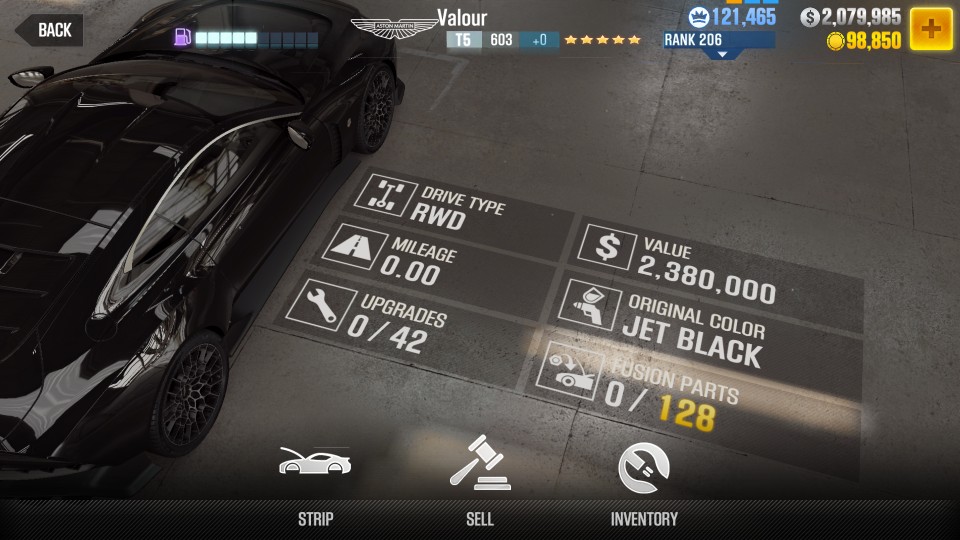 BACK
ASTON MARTIN
Valour
T5 603 +0
121,465
RANK 206
$ 2,079,985
98,850
DRIVE TYPE
RWD
MILEAGE
0.00
UPGRADES
0 / 42
$ VALUE
2,380,000
ORIGINAL COLOR
JET BLACK
FUSION PARTS
0 / 128
STRIP
SELL
INVENTORY